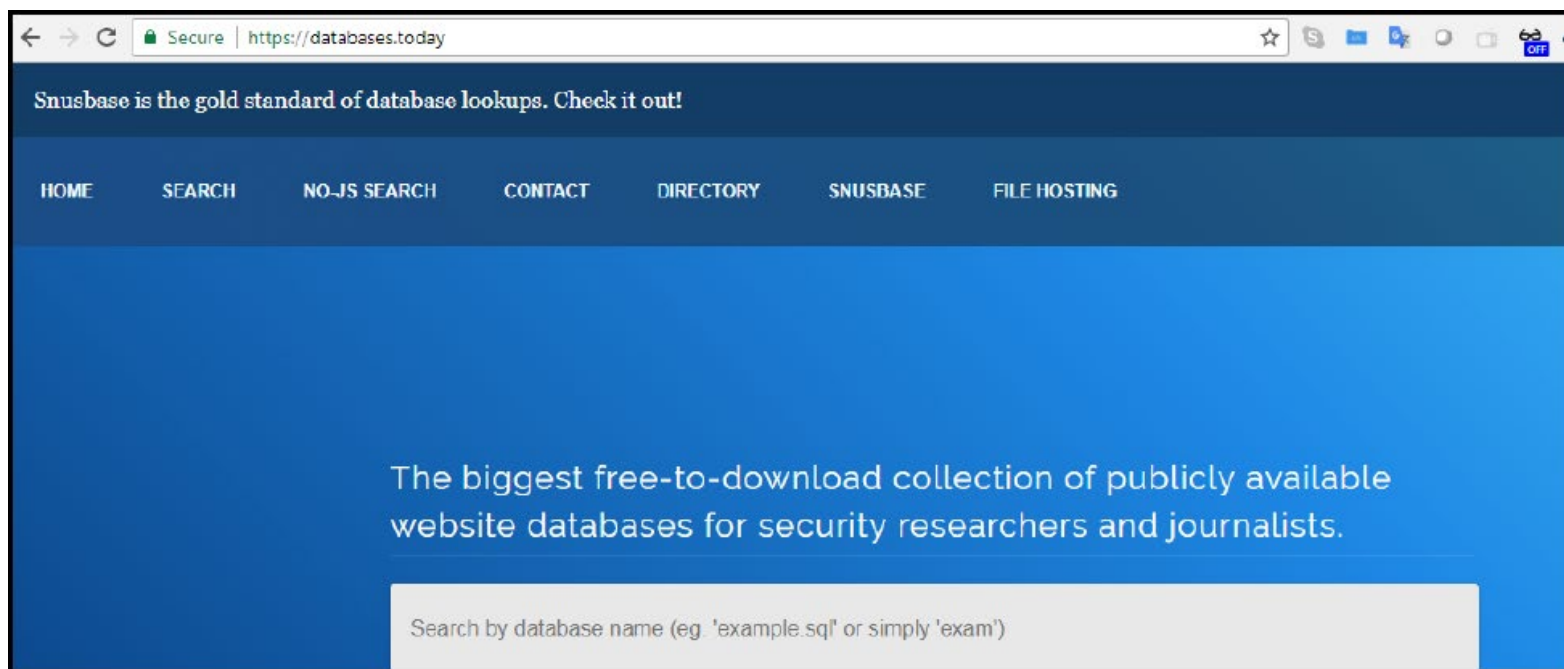 Secure | https://databases.today
OFF
Snusbase is the gold standard of database lookups. Check it out!
HOME SEARCH NO-JS SEARCH CONTACT DIRECTORY SNUSBASE FILE HOSTING
The biggest free-to-download collection of publicly available
website databases for security researchers and journalists.
Search by database name (eg. 'example.sql' or simply 'exam')